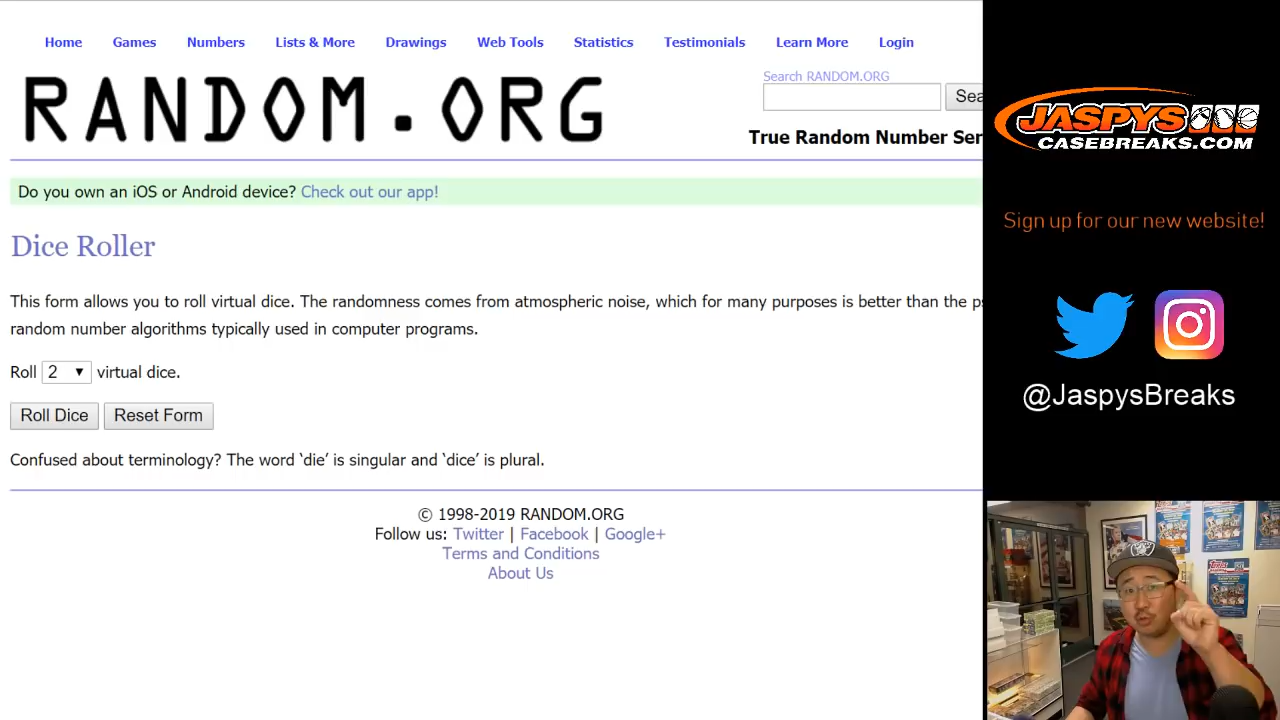 Home Games Numbers Lists & More Drawings Web Tools Statistics Testimonials Learn More Login
RANDOM.ORG
Search RANDOM.ORG
Sea
True Random Number Ser
Do you own an iOS or Android device? Check out our app!
Dice Roller
This form allows you to roll virtual dice. The randomness comes from atmospheric noise, which for many purposes is better than the ps
random number algorithms typically used in computer programs.
Roll 2 virtual dice.
Roll Dice Reset Form
Confused about terminology? The word ‘die’ is singular and ‘dice’ is plural.
© 1998-2019 RANDOM.ORG
Follow us: Twitter | Facebook | Google+
Terms and Conditions
About Us
JASPYS
CASEBREAKS.COM
Sign up for our new website!
@JaspysBreaks